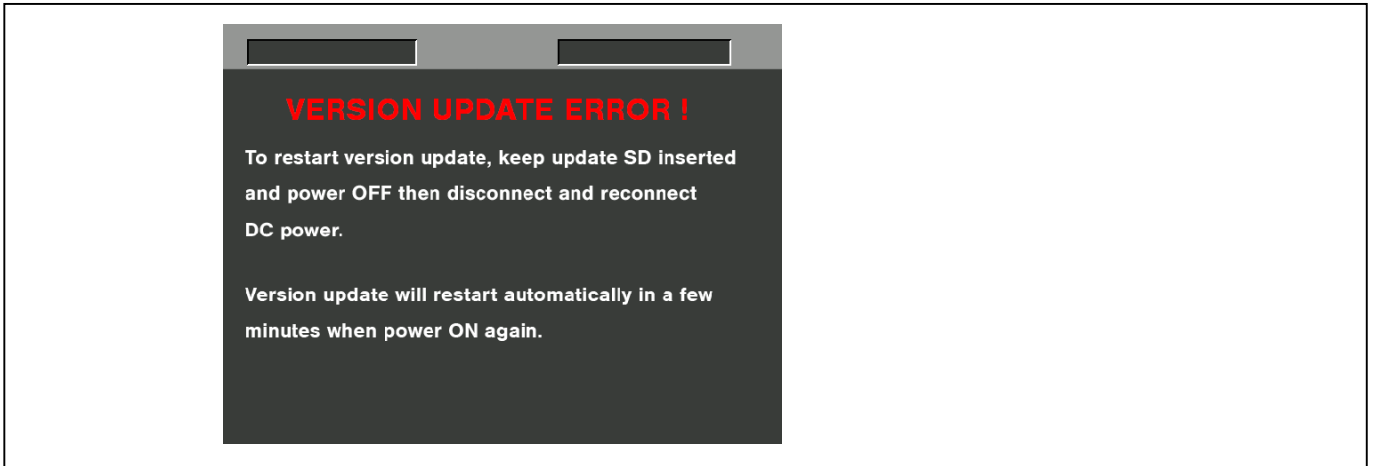 VERSION UPDATE ERROR !
To restart version update, keep update SD inserted
and power OFF then disconnect and reconnect
DC power.
Version update will restart automatically in a few
minutes when power ON again.